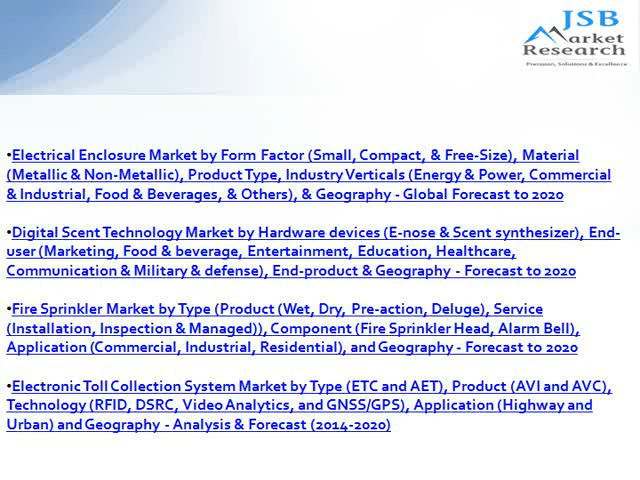 JSB
Market
Research
Precision, Solutions & Excellence
•Electrical Enclosure Market by Form Factor (Small, Compact, & Free-Size), Material
(Metallic & Non-Metallic), Product Type, Industry Verticals (Energy & Power, Commercial
& Industrial, Food & Beverages, & Others), & Geography - Global Forecast to 2020
•Digital Scent Technology Market by Hardware devices (E-nose & Scent synthesizer), End-
user (Marketing, Food & beverage, Entertainment, Education, Healthcare,
Communication & Military & defense), End-product & Geography - Forecast to 2020
•Fire Sprinkler Market by Type (Product (Wet, Dry, Pre-action, Deluge), Service
(Installation, Inspection & Managed)), Component (Fire Sprinkler Head, Alarm Bell),
Application (Commercial, Industrial, Residential), and Geography - Forecast to 2020
•Electronic Toll Collection System Market by Type (ETC and AET), Product (AVI and AVC),
Technology (RFID, DSRC, Video Analytics, and GNSS/GPS), Application (Highway and
Urban) and Geography - Analysis & Forecast (2014-2020)